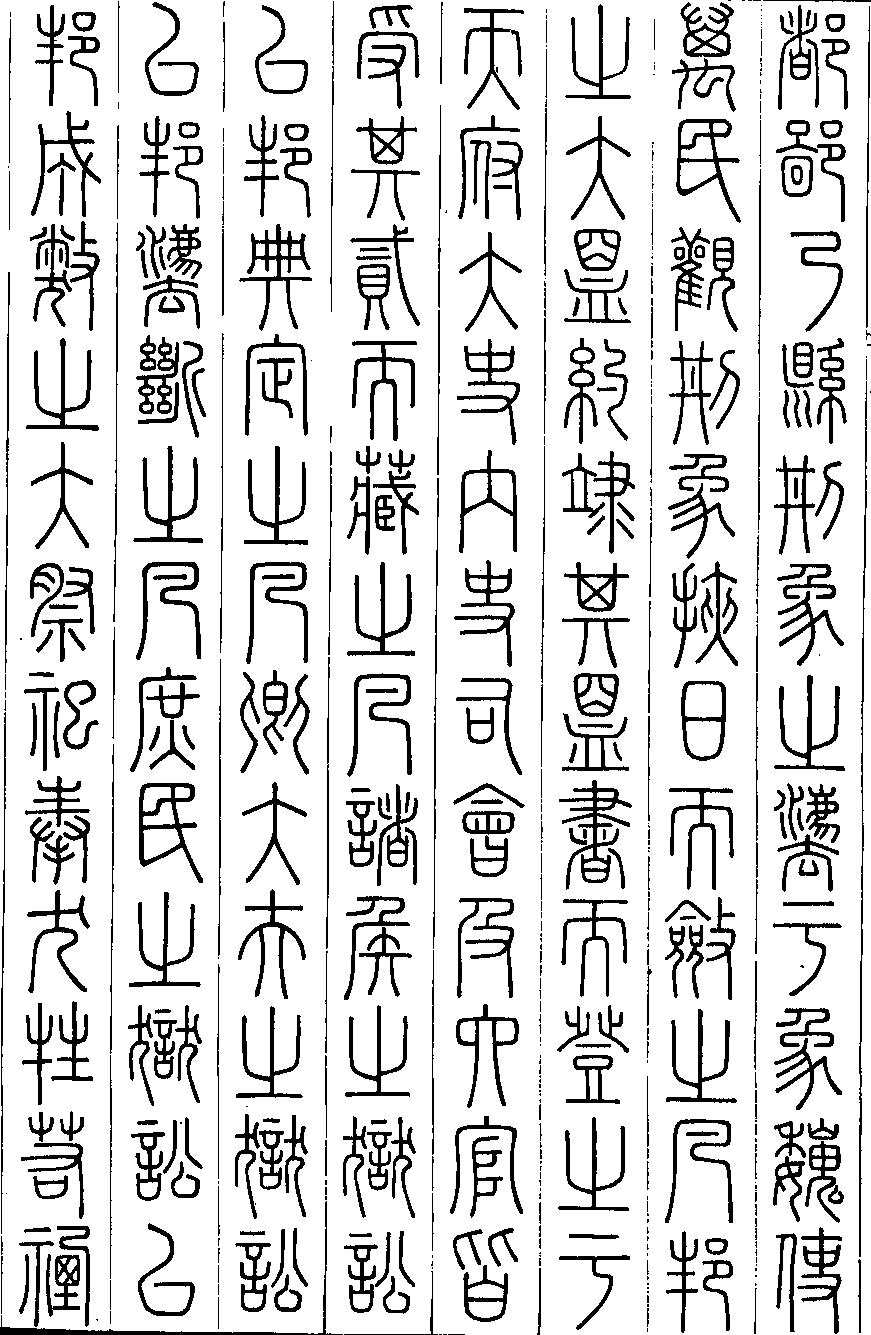 都鄙乃縣刑象之灋于象魏使
萬民觀刑象挾日而斂之凡邦
之大盟約䇐其盟書而登之于
天府大史內史司會及六官皆
受其貳而藏之凡諸侯之獄訟
以邦典定之凡卿大夫之獄訟
以邦灋斷之凡庶民之獄訟以
邦成弊之大祭祀奉犬牲若禋